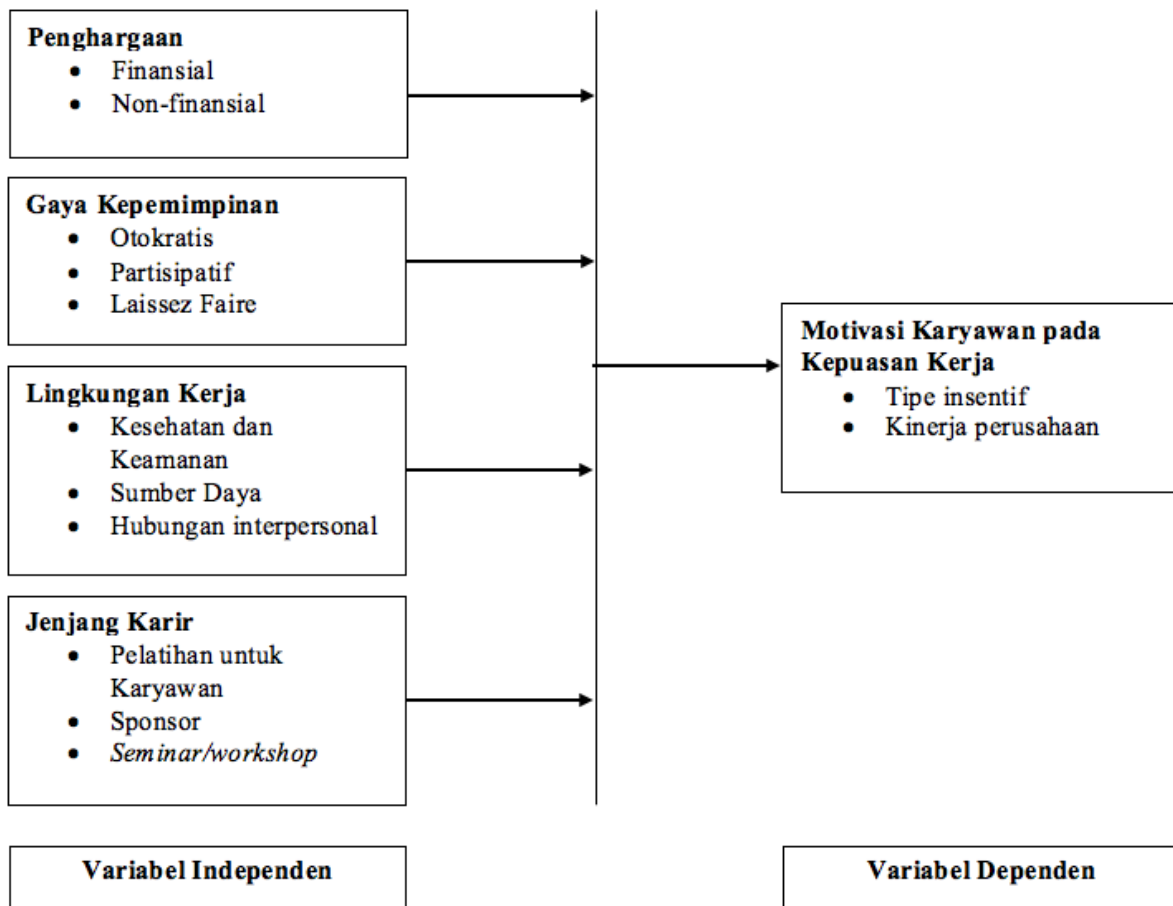 Penghargaan
• Finansial
• Non-finansial
Gaya Kepemimpinan
• Otokratis
• Partisipatif
• Laissez Faire
Lingkungan Kerja
• Kesehatan dan
Keamanan
• Sumber Daya
• Hubungan interpersonal
Jenjang Karir
• Pelatihan untuk
Karyawan
• Sponsor
• Seminar/workshop
Motivasi Karyawan pada
Kepuasan Kerja
• Tipe insentif
• Kinerja perusahaan
Variabel Independen
Variabel Dependen